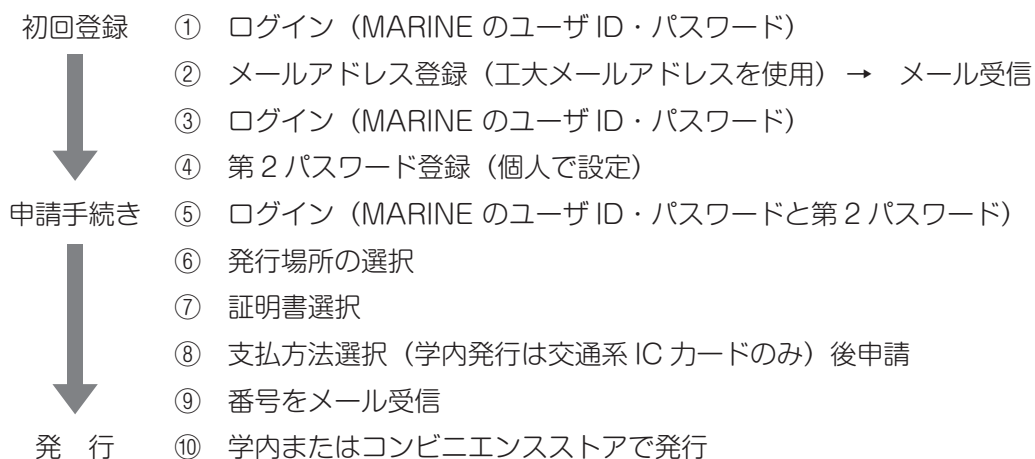 初回登録 ① ログイン（MARINE のユーザ ID・パスワード）
② メールアドレス登録（工大メールアドレスを使用）→ メール受信
③ ログイン（MARINE のユーザ ID・パスワード）
④ 第２パスワード登録（個人で設定）
申請手続き ⑤ ログイン（MARINE のユーザ ID・パスワードと第２パスワード）
⑥ 発行場所の選択
⑦ 証明書選択
⑧ 支払方法選択（学内発行は交通系 IC カードのみ）後申請
⑨ 番号をメール受信
発　行 ⑩ 学内またはコンビニエンスストアで発行